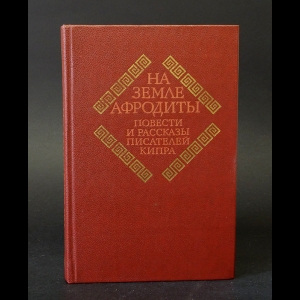 НА
ЗЕМЛЕ
АФРОДИТЫ
ПОВЕСТИ
И РАССКАЗЫ
ПИСАТЕЛЕЙ
КИПРА